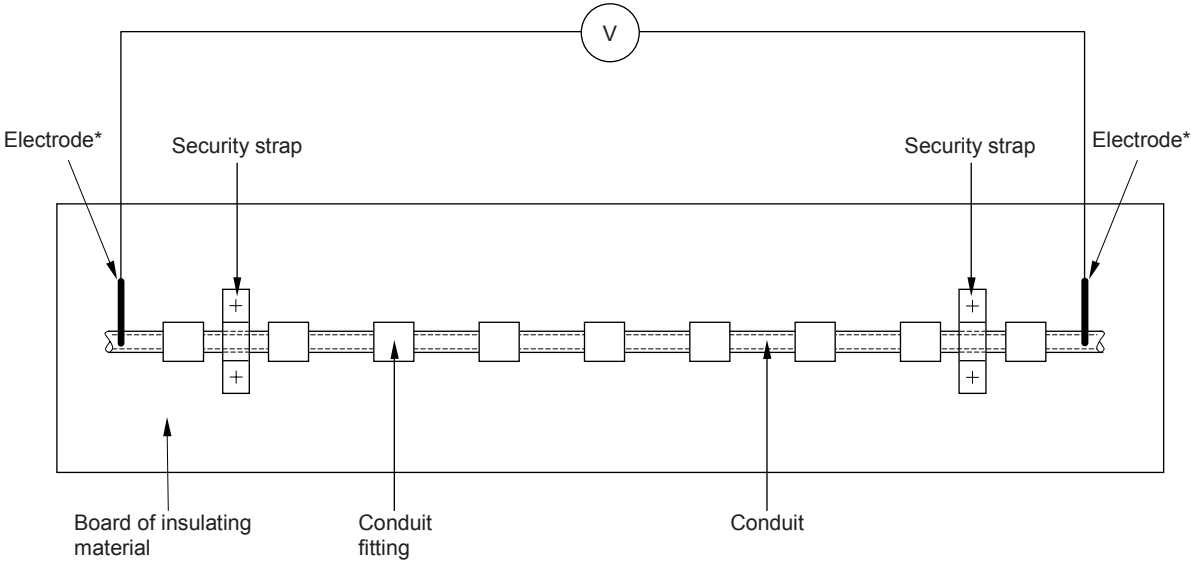 V
Electrode*
Security strap
Security strap
Electrode*
Board of insulating
material
Conduit
fitting
Conduit